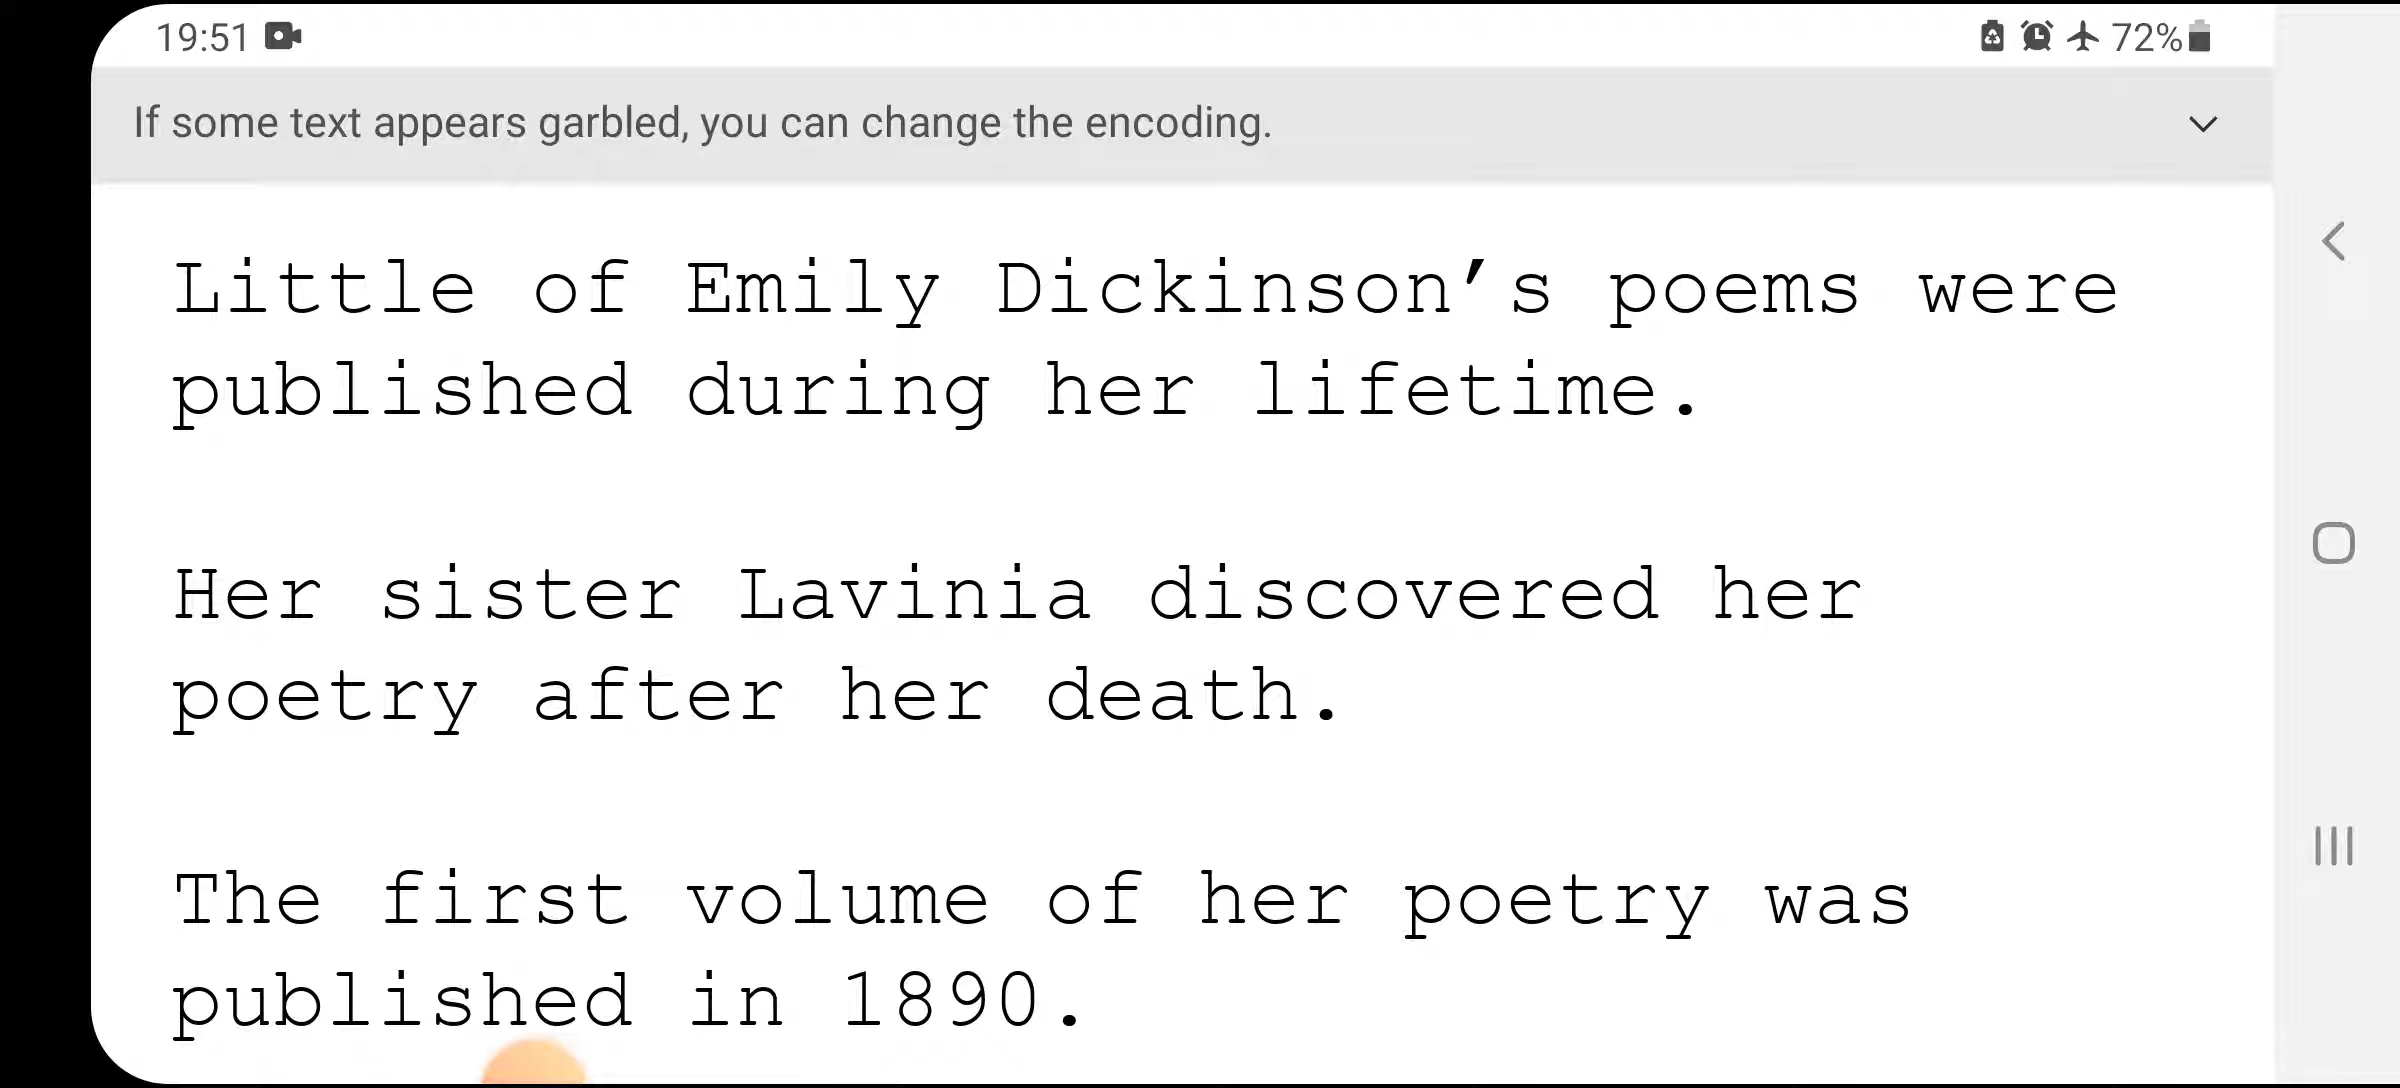 19:51 72%
If some text appears garbled, you can change the encoding.
Little of Emily Dickinson’s poems were
published during her lifetime.
Her sister Lavinia discovered her
poetry after her death.
The first volume of her poetry was
published in 1890.